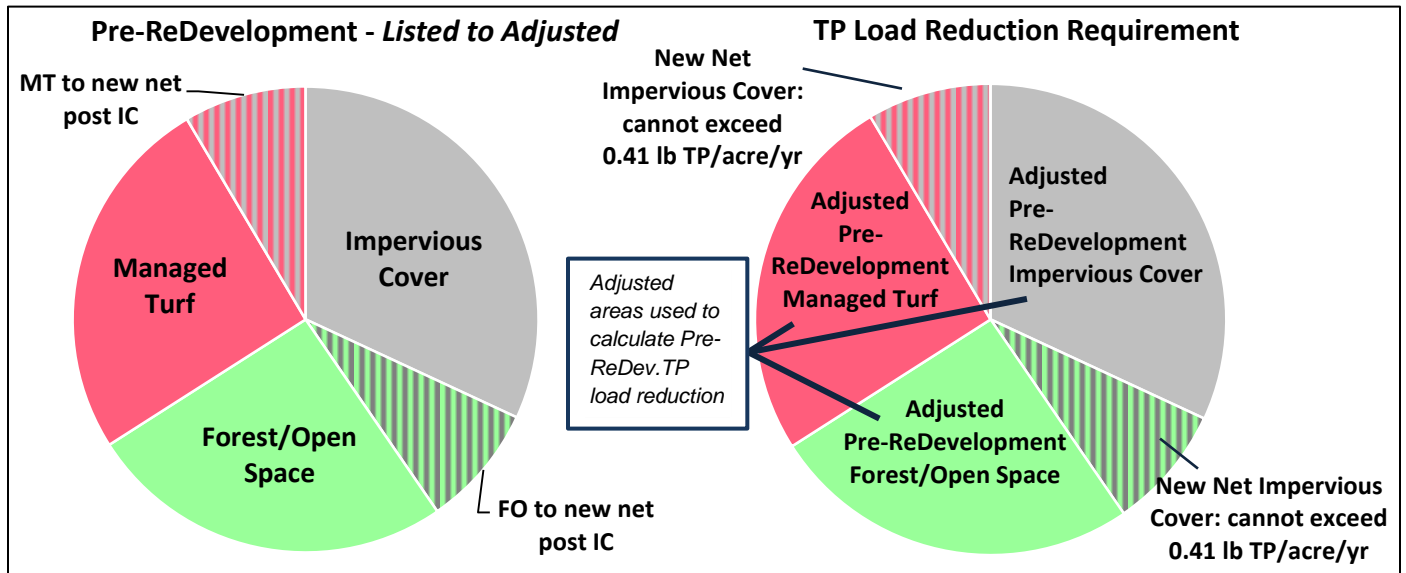 Pre-ReDevelopment - Listed to Adjusted
MT to new net
post IC
Impervious
Cover
Managed
Turf
Forest/Open
Space
FO to new net
post IC
TP Load Reduction Requirement
New Net
Impervious Cover:
cannot exceed
0.41 lb TP/acre/yr
Adjusted
Pre-
ReDevelopment
Impervious Cover
Adjusted
Pre-
ReDevelopment
Managed Turf
Adjusted
areas used to
calculate Pre-
ReDev.TP
load reduction
Adjusted
Pre-ReDevelopment
Forest/Open Space
New Net Impervious
Cover: cannot exceed
0.41 lb TP/acre/yr